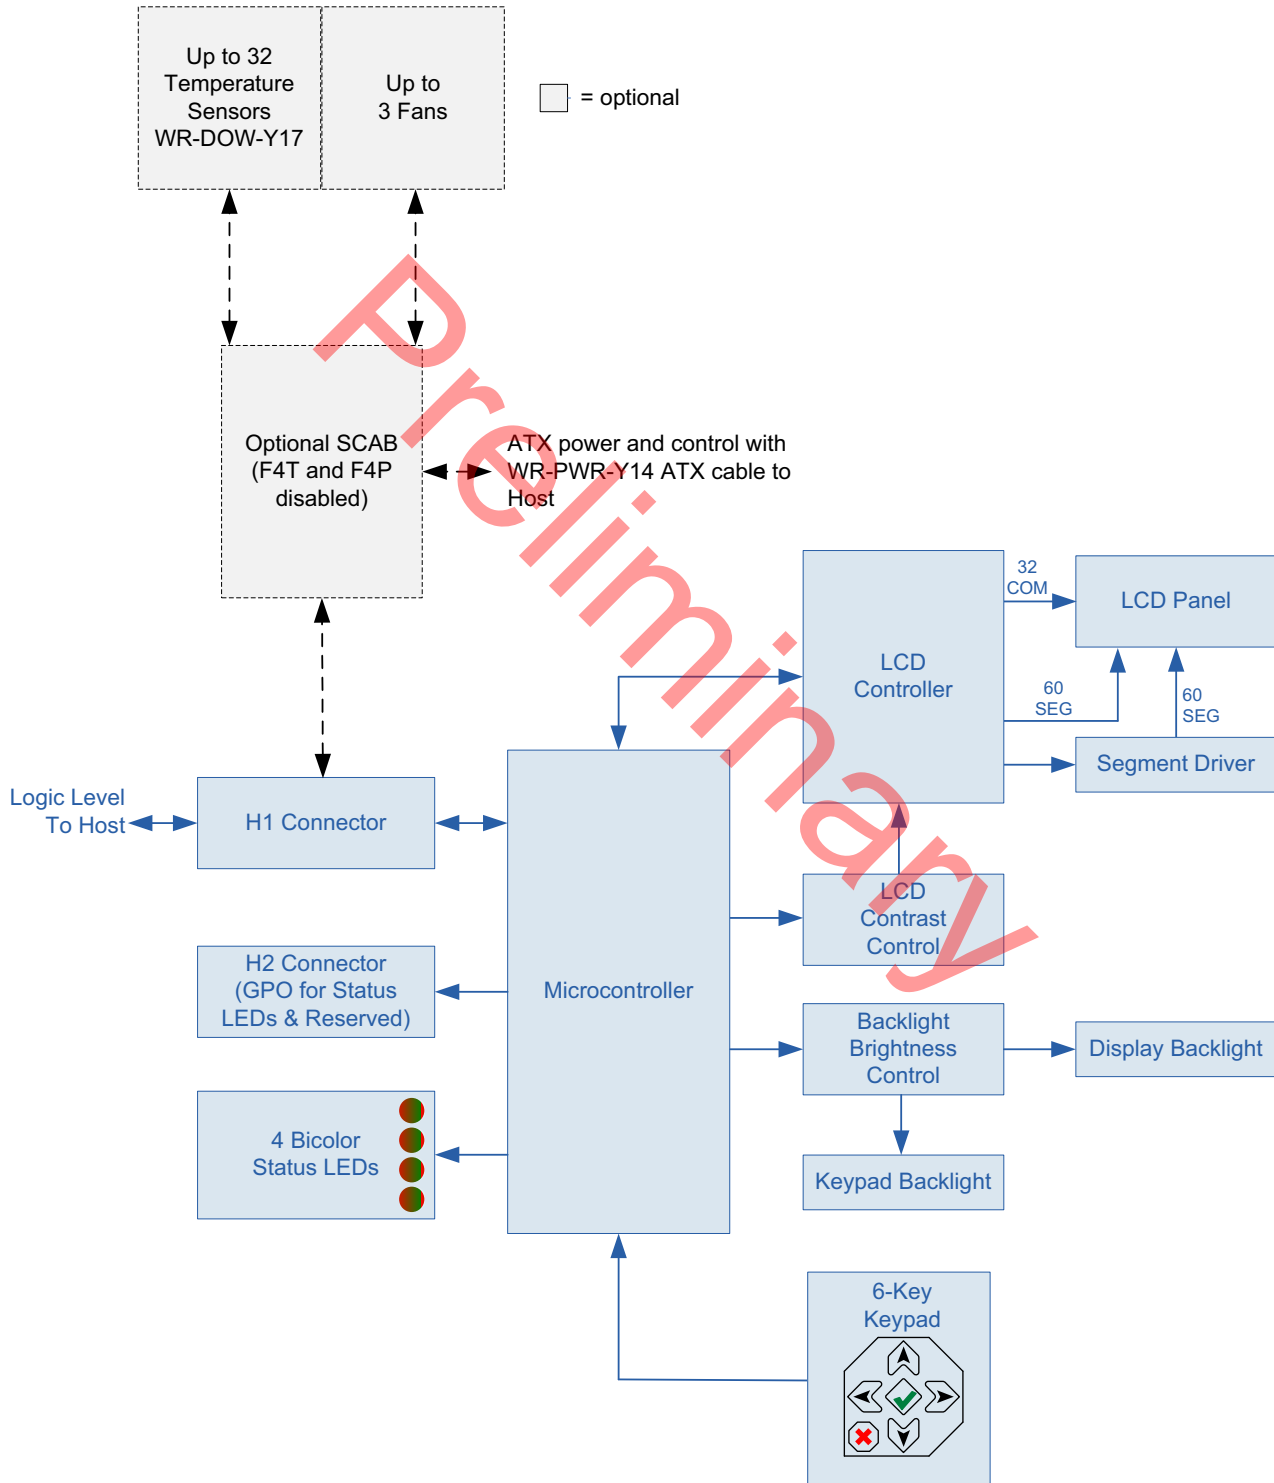 Up to 32
Temperature
Sensors
WR-DOW-Y17
Up to
3 Fans
= optional
Optional SCAB
(F4T and F4P
disabled)
ATX power and control with
WR-PWR-Y14 ATX cable to
Host
Preliminary
32
COM
LCD Panel
LCD
Controller
60
SEG
60
SEG
Segment Driver
Logic Level
To Host
H1 Connector
LCD
Contrast
Control
H2 Connector
(GPO for Status
LEDs & Reserved)
Microcontroller
Backlight
Brightness
Control
Display Backlight
4 Bicolor
Status LEDs
Keypad Backlight
6-Key
Keypad